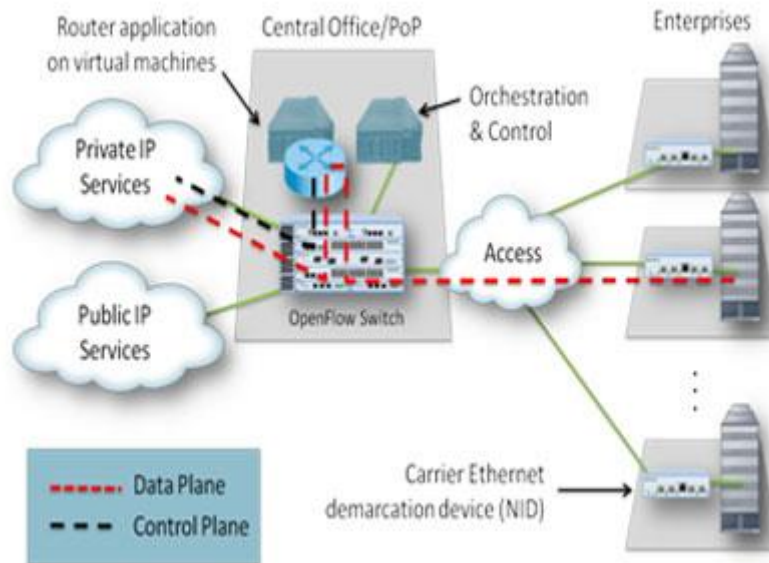 Router application
on virtual machines
Central Office/PoP
Enterprises
Orchestration
& Control
Private IP
Services
Access
Public IP
Services
OpenFlow Switch
Data Plane
Control Plane
Carrier Ethernet
demarcation device (NID)